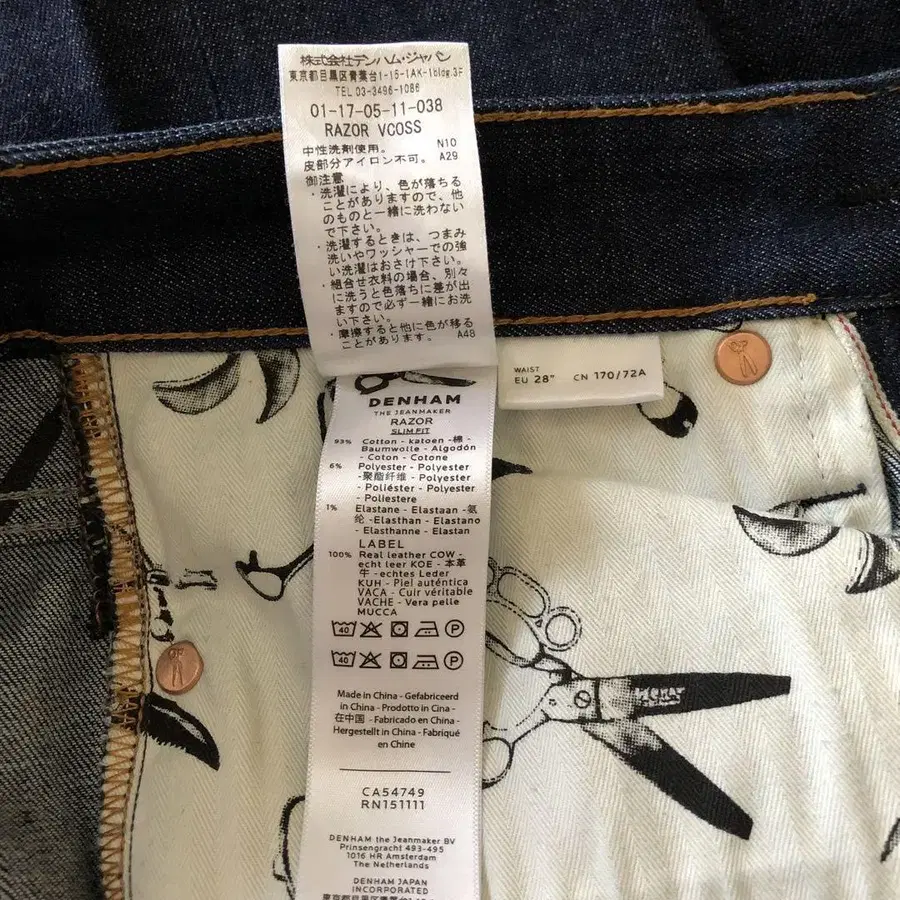 株式会社デンハム・ジャパン
東京都目黒区青葉台1-15-1AK-1bldg.3F
TEL 03-3496-1086
01-17-05-11-038
RAZOR VCOSS
中性洗剤使用。 N10
皮部分アイロン不可。 A29
御注意
・洗濯により、色が落ちる
ことがありますので、他
のものと一緒に洗わない
で下さい。
・洗濯するときは、つまみ
洗いやワッシャーでの強
い洗濯はおさけ下さい。
・組合せ衣料の場合、別々
に洗うと色落ちに差が出
ますので必ず一緒にお洗
い下さい。
・摩擦すると他に色が移る
ことがあります。 A48
WAIST
EU 28" CN 170/72A
DENHAM
THE JEANMAKER
RAZOR
SLIM FIT
93% Cotton - katoen -棉-
Baumwolle - Algodón
- Coton - Cotone
6% Polyester - Polyester
-聚酯纤维- Polyester
- Poliéster - Polyester
- Poliestere
1% Elastane - Elastaan -氨
纶 -Elasthan - Elastano
- Elasthanne - Elastan
LABEL
100% Real leather COW -
echt leer KOE - 本革
牛 - echtes Leder
KUH - Piel auténtica
VACA - Cuir véritable
VACHE - Vera pelle
MUCCA
40 P
40 P
Made in China - Gefabriceerd
in China - Prodotto in Cina -
在中国 - Fabricado en China -
Hergestellt in China - Fabriqué
en Chine
CA54749
RN151111
DENHAM the Jeanmaker BV
Prinsengracht 493-495
1016 HR Amsterdam
The Netherlands
DENHAM JAPAN
INCORPORATED